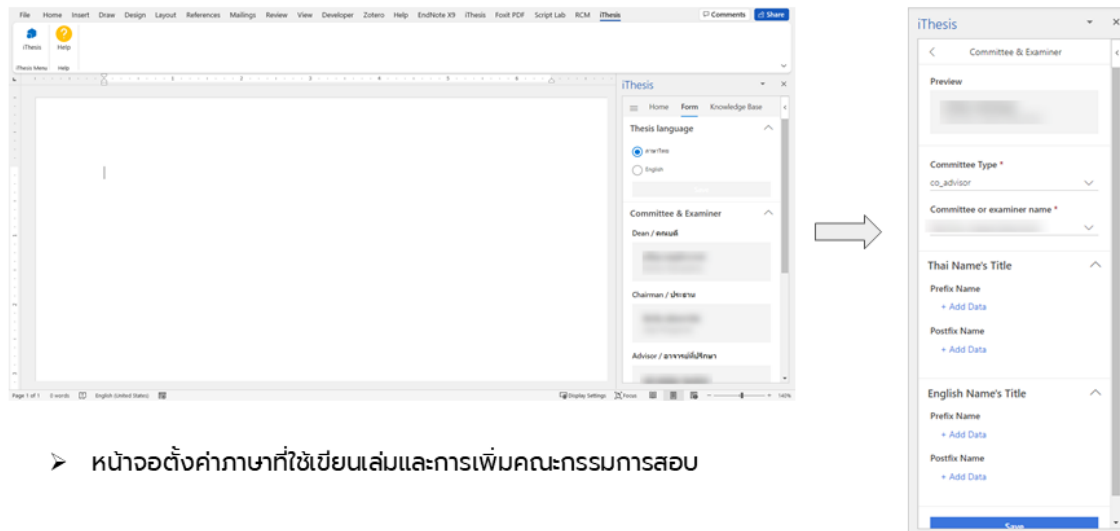 File Home Insert Draw Design Layout References Mailings Review View Developer Zotero Help EndNote X9 iThesis Foxit PDF Script Lab RCM iThesis Comments Share
iThesis Help
iThesis Menu Help
iThesis
Home Form Knowledge Base
Thesis language
ภาษาไทย
English
Committee & Examiner
Dean / คณบดี
Chairman / ประธาน
Advisor / อาจารย์ที่ปรึกษา
Page 1 of 1 0 words English (United States) Display Settings Focus 140%
iThesis
Committee & Examiner
Preview
Committee Type *
co_advisor
Committee or examiner name *
Thai Name's Title
Prefix Name
+ Add Data
Postfix Name
+ Add Data
English Name's Title
Prefix Name
+ Add Data
Postfix Name
+ Add Data
Save
หน้าจอตั้งค่าภาษาที่ใช้เขียนเล่มและการเพิ่มคณะกรรมการสอบ